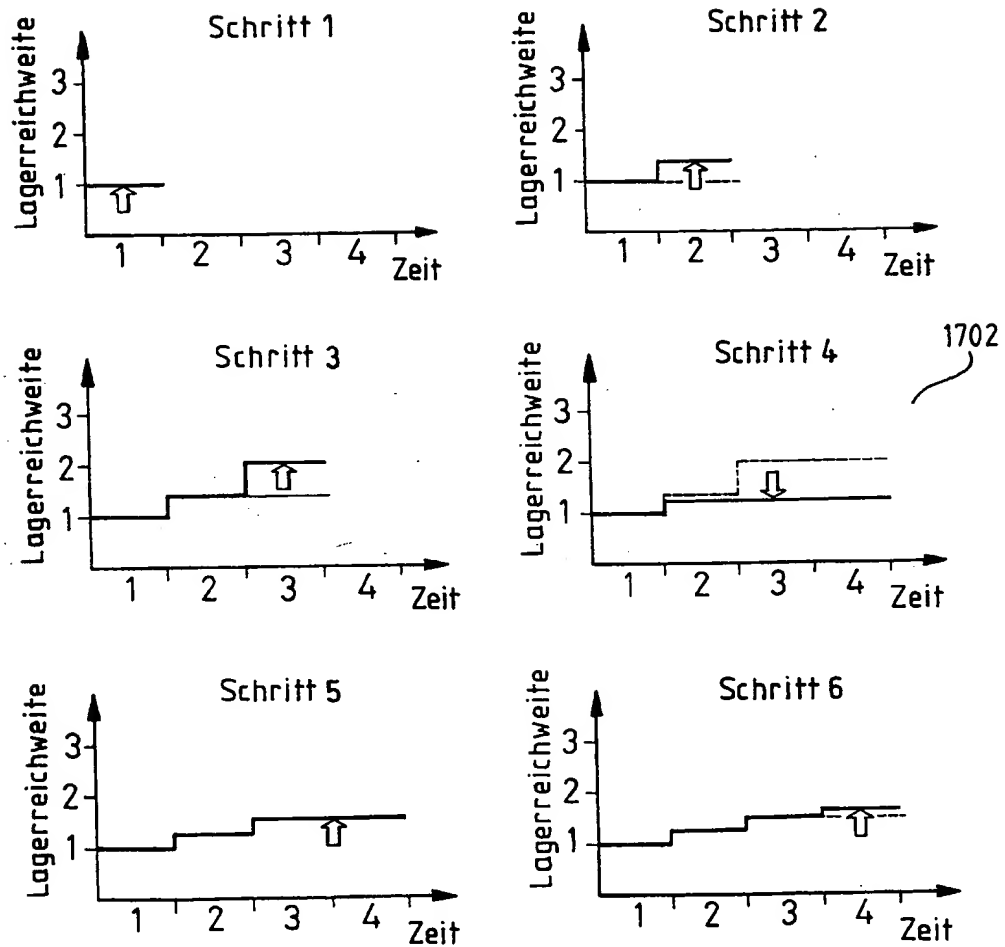 Schritt 1
Lagerreichweite
3
2
1
1 2 3 4 Zeit
Schritt 2
Lagerreichweite
3
2
1
1 2 3 4 Zeit
Schritt 3
Lagerreichweite
3
2
1
1 2 3 4 Zeit
Schritt 4
1702
Lagerreichweite
3
2
1
1 2 3 4 Zeit
Schritt 5
Lagerreichweite
3
2
1
1 2 3 4 Zeit
Schritt 6
Lagerreichweite
3
2
1
1 2 3 4 Zeit